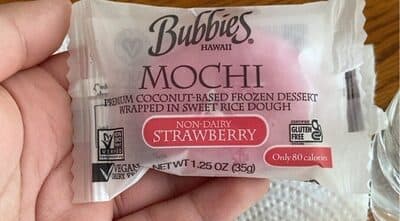 Bubbies
HAWAII
MOCHI
PREMIUM COCONUT-BASED FROZEN DESSERT
WRAPPED IN SWEET RICE DOUGH
NON-DAIRY
STRAWBERRY
CERTIFIED
GLUTEN
FREE
VEGAN
NET WT 1.25 OZ (35g)
Only 80 calories